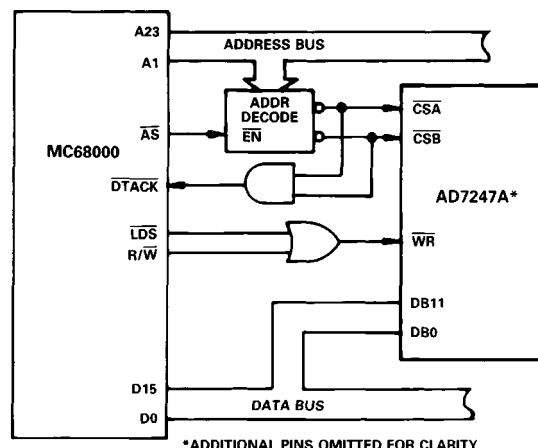 A23
ADDRESS BUS
A1
ADDR
DECODE
EN
CSA
CSB
AS
MC68000
DTACK
AD7247A*
LDS
R/W
WR
DB11
DB0
D15
DATA BUS
D0
*ADDITIONAL PINS OMITTED FOR CLARITY